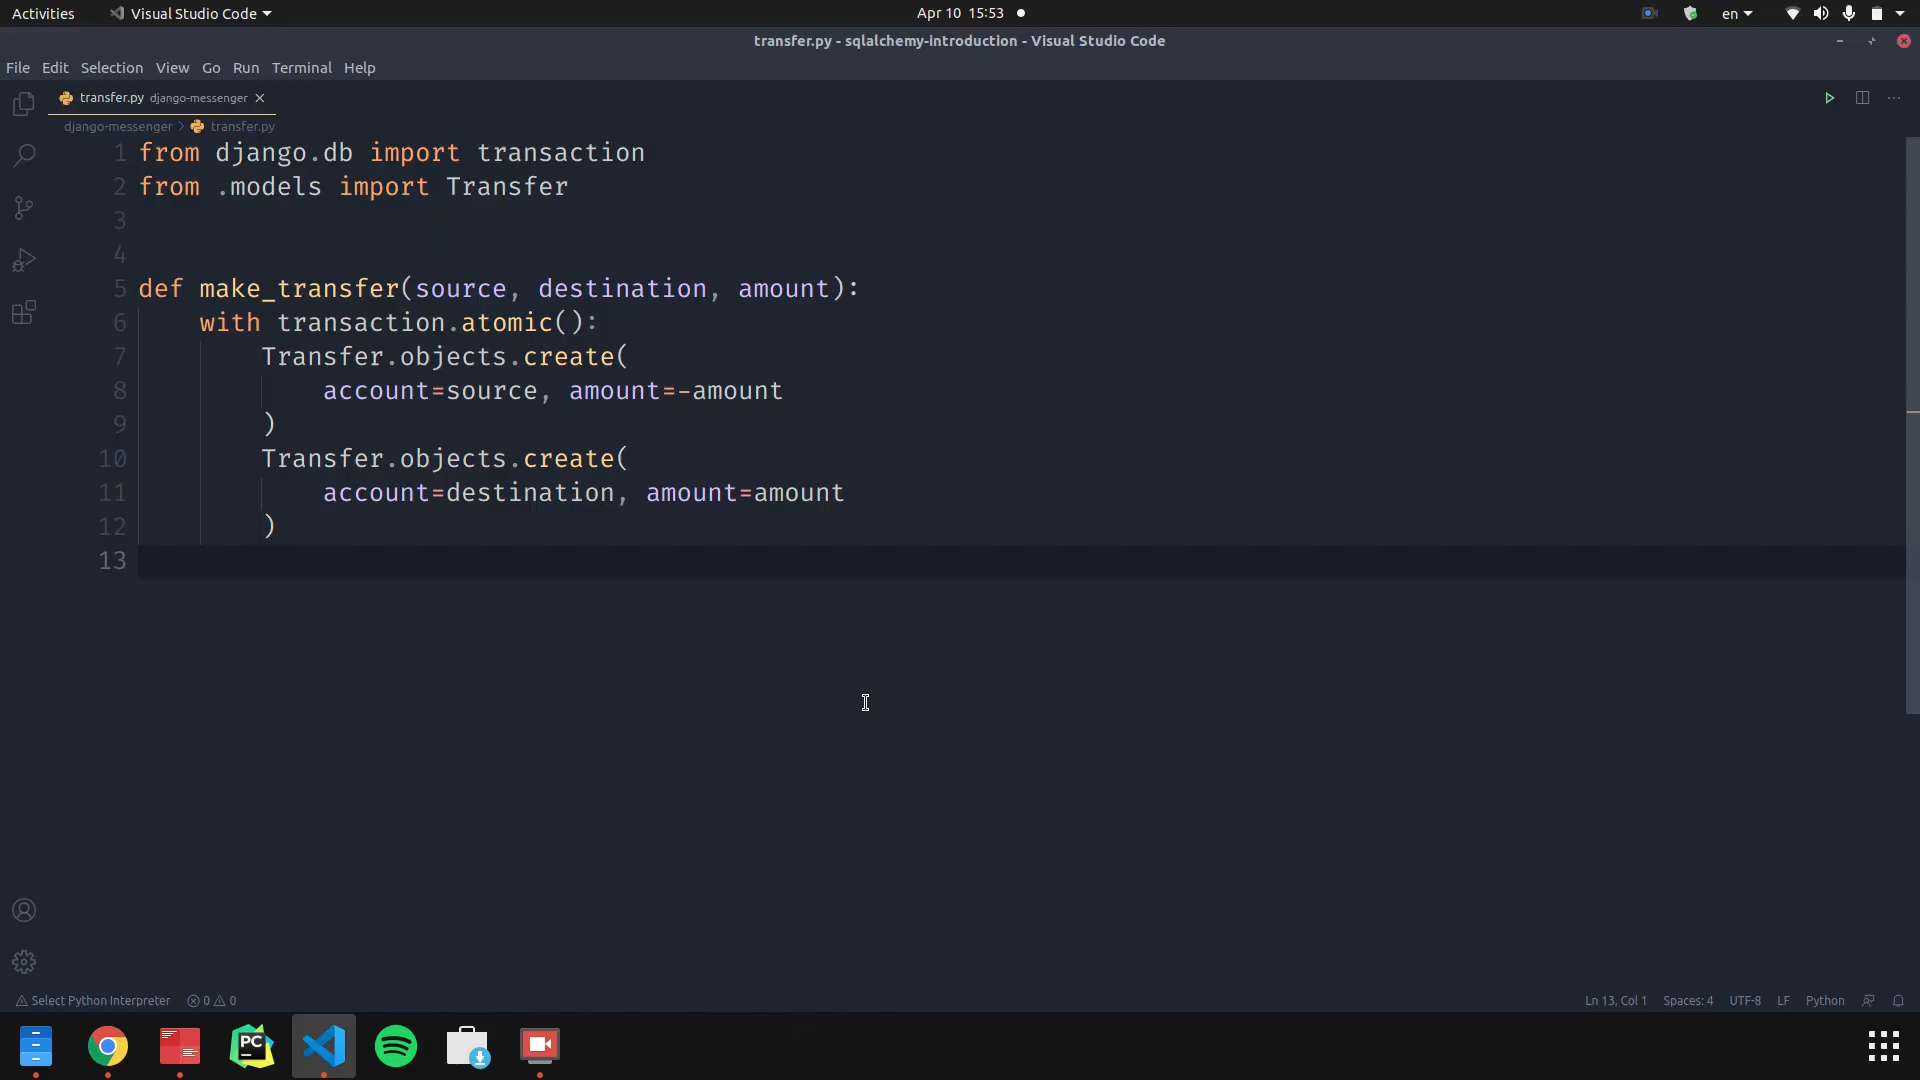 Activities Visual Studio Code Apr 10 15:53 en
transfer.py - sqlalchemy-introduction - Visual Studio Code
File Edit Selection View Go Run Terminal Help
transfer.py django-messenger
django-messenger > transfer.py
1 from django.db import transaction
2 from .models import Transfer
3
4
5 def make_transfer(source, destination, amount):
6     with transaction.atomic():
7         Transfer.objects.create(
8             account=source, amount=-amount
9         )
10         Transfer.objects.create(
11             account=destination, amount=amount
12         )
13
Select Python Interpreter 0 0 Ln 13, Col 1 Spaces: 4 UTF-8 LF Python
PC